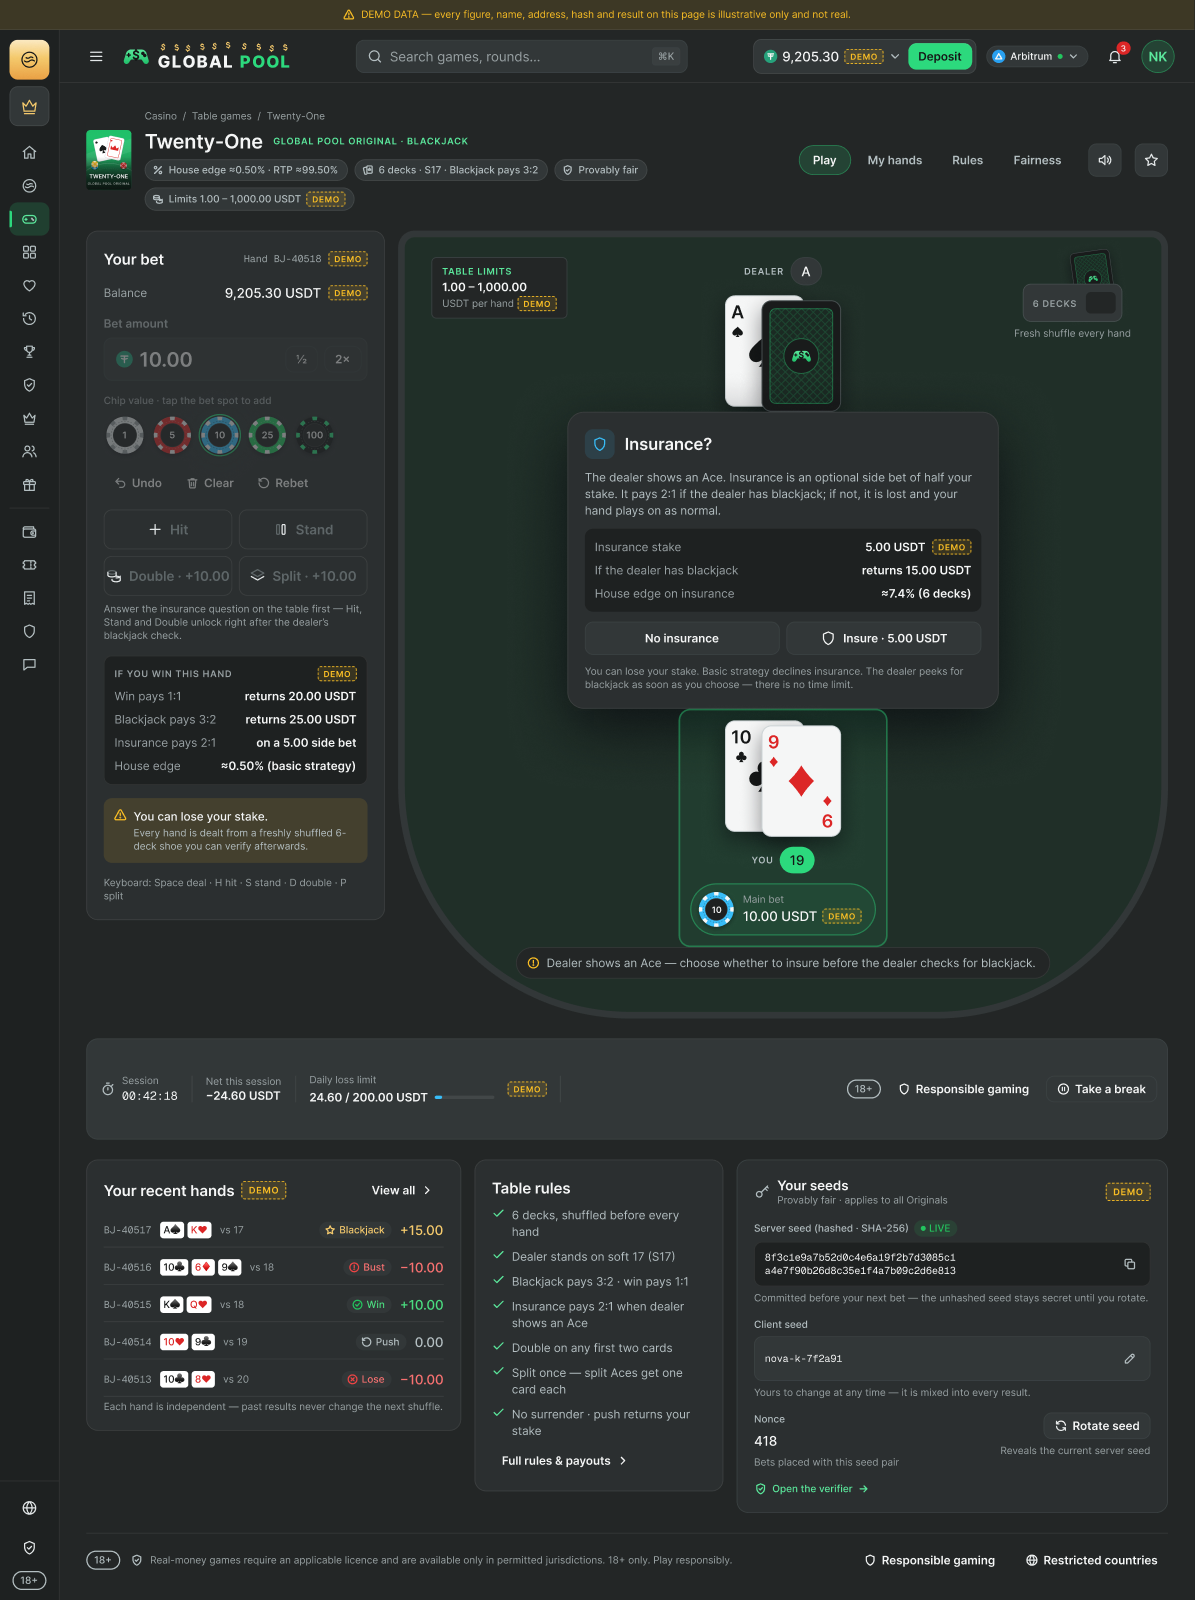 DEMO DATA — every figure, name, address, hash and result on this page is illustrative only and not real.
GLOBAL POOL
Search games, rounds...
⌘K
9,205.30 DEMO
Deposit
Arbitrum
3
NK
Casino / Table games / Twenty-One
TWENTY-ONE
GLOBAL POOL ORIGINAL
Twenty-One GLOBAL POOL ORIGINAL · BLACKJACK
House edge ≈0.50% · RTP ≈99.50%
6 decks · S17 · Blackjack pays 3:2
Provably fair
Limits 1.00 – 1,000.00 USDT DEMO
Play
My hands
Rules
Fairness
Your bet
Hand BJ-40518 DEMO
Balance
9,205.30 USDT DEMO
Bet amount
10.00
½
2×
Chip value · tap the bet spot to add
1
5
10
25
100
Undo
Clear
Rebet
Hit
Stand
Double · +10.00
Split · +10.00
Answer the insurance question on the table first — Hit,
Stand and Double unlock right after the dealer's
blackjack check.
IF YOU WIN THIS HAND DEMO
Win pays 1:1 returns 20.00 USDT
Blackjack pays 3:2 returns 25.00 USDT
Insurance pays 2:1 on a 5.00 side bet
House edge ≈0.50% (basic strategy)
You can lose your stake.
Every hand is dealt from a freshly shuffled 6-
deck shoe you can verify afterwards.
Keyboard: Space deal · H hit · S stand · D double · P
split
TABLE LIMITS
1.00 – 1,000.00
USDT per hand DEMO
DEALER A
A
6 DECKS
Fresh shuffle every hand
Insurance?
The dealer shows an Ace. Insurance is an optional side bet of half your
stake. It pays 2:1 if the dealer has blackjack; if not, it is lost and your
hand plays on as normal.
Insurance stake 5.00 USDT DEMO
If the dealer has blackjack returns 15.00 USDT
House edge on insurance ≈7.4% (6 decks)
No insurance
Insure · 5.00 USDT
You can lose your stake. Basic strategy declines insurance. The dealer peeks for
blackjack as soon as you choose — there is no time limit.
10
9
9
YOU 19
10
Main bet
10.00 USDT DEMO
Dealer shows an Ace — choose whether to insure before the dealer checks for blackjack.
Session
00:42:18
Net this session
−24.60 USDT
Daily loss limit
24.60 / 200.00 USDT
DEMO
18+
Responsible gaming
Take a break
Your recent hands DEMO
View all
BJ-40517 A♠ K♥ vs 17 Blackjack +15.00
BJ-40516 10♣ 6♦ 9♠ vs 18 Bust −10.00
BJ-40515 K♠ Q♥ vs 18 Win +10.00
BJ-40514 10♥ 9♣ vs 19 Push 0.00
BJ-40513 10♣ 8♥ vs 20 Lose −10.00
Each hand is independent — past results never change the next shuffle.
Table rules
6 decks, shuffled before every
hand
Dealer stands on soft 17 (S17)
Blackjack pays 3:2 · win pays 1:1
Insurance pays 2:1 when dealer
shows an Ace
Double on any first two cards
Split once — split Aces get one
card each
No surrender · push returns your
stake
Full rules & payouts
Your seeds
Provably fair · applies to all Originals
DEMO
Server seed (hashed · SHA-256) LIVE
8f3c1e9a7b52d0c4e6a19f2b7d3085c1
a4e7f90b26d8c35e1f4a7b09c2d6e813
Committed before your next bet — the unhashed seed stays secret until you rotate.
Client seed
nova-k-7f2a91
Yours to change at any time — it is mixed into every result.
Nonce
418
Bets placed with this seed pair
Rotate seed
Reveals the current server seed
Open the verifier
18+
18+
Real-money games require an applicable licence and are available only in permitted jurisdictions. 18+ only. Play responsibly.
Responsible gaming
Restricted countries